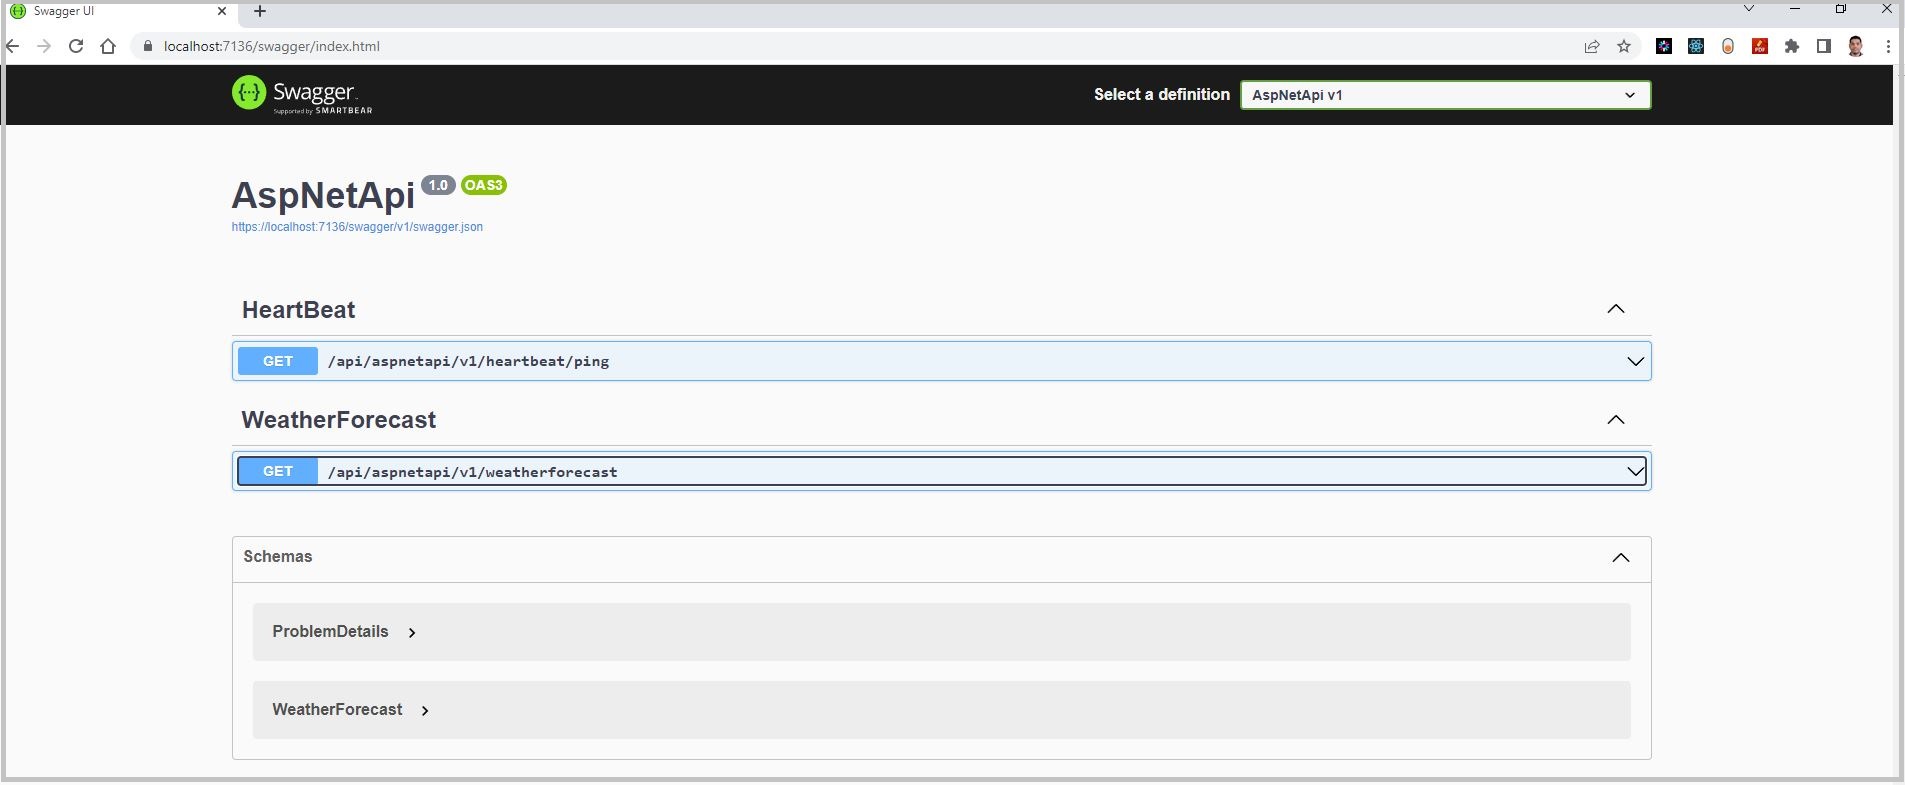 Swagger UI
localhost:7136/swagger/index.html
Swagger
Supported by SMARTBEAR
Select a definition
AspNetApi v1
AspNetApi 1.0 OAS3
https://localhost:7136/swagger/v1/swagger.json
HeartBeat
GET /api/aspnetapi/v1/heartbeat/ping
WeatherForecast
GET /api/aspnetapi/v1/weatherforecast
Schemas
ProblemDetails
WeatherForecast